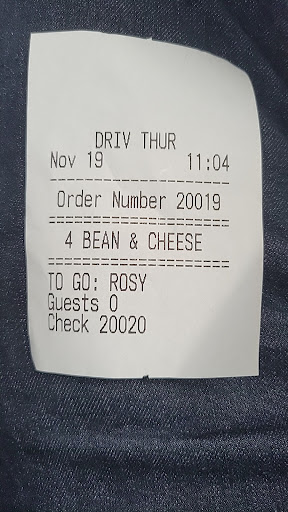 DRIV THUR
Nov 19 11:04
Order Number 20019
4 BEAN & CHEESE
TO GO: ROSY
Guests 0
Check 20020